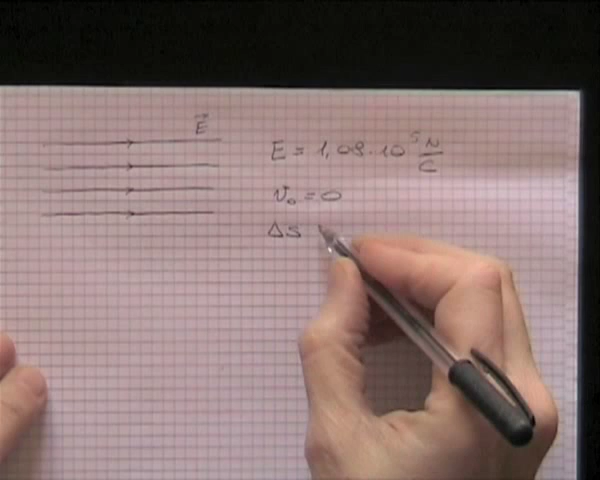 E⃗
E = 1,08 · 10⁵ N/C
v₀ = 0
Δs